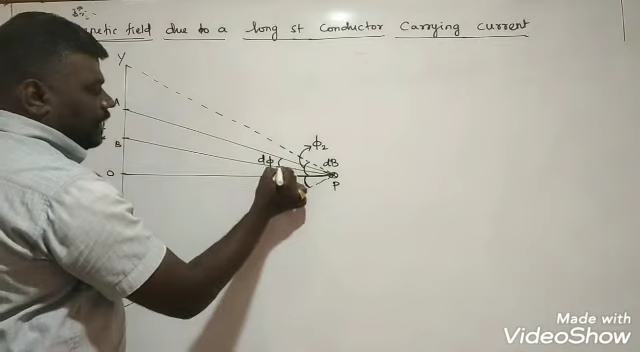 netic field due to a long st conductor carrying current
Y
A
ϕ₂
B
dϕ
dB
O
P
Made with
VideoShow